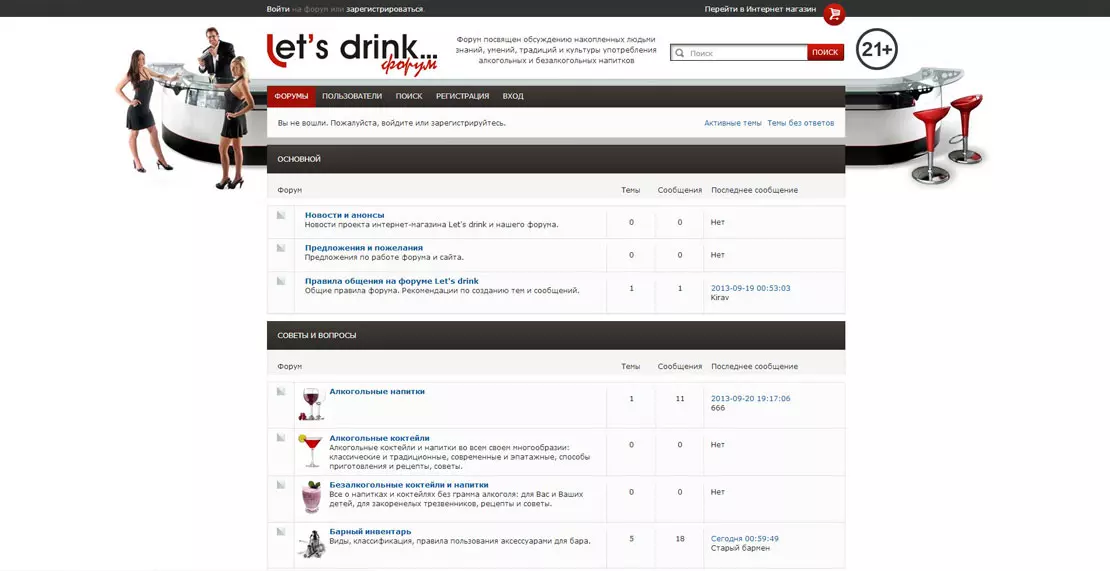 Войти на форум или зарегистрироваться.
Перейти в Интернет магазин
Let's drink...
форум
Форум посвящен обсуждению накопленных людьми
знаний, умений, традиций и культуры употребления
алкогольных и безалкогольных напитков
Поиск ПОИСК
21+
ФОРУМЫ ПОЛЬЗОВАТЕЛИ ПОИСК РЕГИСТРАЦИЯ ВХОД
Вы не вошли. Пожалуйста, войдите или зарегистрируйтесь. Активные темы Темы без ответов
ОСНОВНОЙ
Форум Темы Сообщения Последнее сообщение
Новости и анонсы
Новости проекта интернет-магазина Let's drink и нашего форума.
0 0 Нет
Предложения и пожелания
Предложения по работе форума и сайта.
0 0 Нет
Правила общения на форуме Let's drink
Общие правила форума. Рекомендации по созданию тем и сообщений.
1 1 2013-09-19 00:53:03
Kirav
СОВЕТЫ И ВОПРОСЫ
Форум Темы Сообщения Последнее сообщение
Алкогольные напитки
1 11 2013-09-20 19:17:06
666
Алкогольные коктейли
Алкогольные коктейли и напитки во всем своем многообразии:
классические и традиционные, современные и эпатажные, способы
приготовления и рецепты, советы.
0 0 Нет
Безалкогольные коктейли и напитки
Все о напитках и коктейлях без грамма алкоголя: для Вас и Ваших
детей, для закоренелых трезвенников, рецепты и советы.
0 0 Нет
Барный инвентарь
Виды, классификация, правила пользования аксессуарами для бара.
5 18 Сегодня 00:59:49
Старый бармен